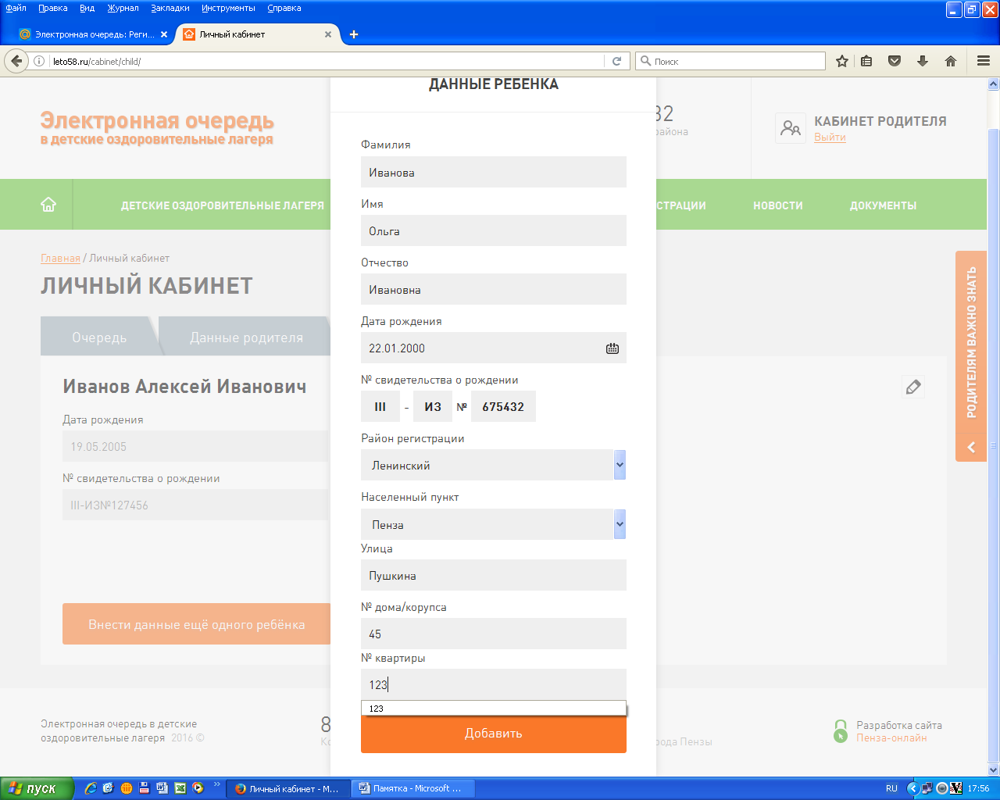 Файл Правка Вид Журнал Закладки Инструменты Справка
Электронная очередь: Реги...
Личный кабинет
leto58.ru/cabinet/child/
Поиск
ДАННЫЕ РЕБЕНКА
Электронная очередь
в детские оздоровительные лагеря
32
района
КАБИНЕТ РОДИТЕЛЯ
Выйти
ДЕТСКИЕ ОЗДОРОВИТЕЛЬНЫЕ ЛАГЕРЯ
СТРАЦИИ
НОВОСТИ
ДОКУМЕНТЫ
Главная / Личный кабинет
ЛИЧНЫЙ КАБИНЕТ
Очередь
Данные родителя
Иванов Алексей Иванович
Дата рождения
19.05.2005
№ свидетельства о рождении
III-ИЗ№127456
Внести данные ещё одного ребёнка
Фамилия
Иванова
Имя
Ольга
Отчество
Ивановна
Дата рождения
22.01.2000
№ свидетельства о рождении
III - ИЗ № 675432
Район регистрации
Ленинский
Населенный пункт
Пенза
Улица
Пушкина
№ дома/корупса
45
№ квартиры
123
123
Добавить
РОДИТЕЛЯМ ВАЖНО ЗНАТЬ
Электронная очередь в детские
оздоровительные лагеря 2016 ©
8
Ко
рода Пензы
Разработка сайта
Пенза-онлайн
пуск
Личный кабинет - М...
Памятка - Microsoft ...
RU
17:56